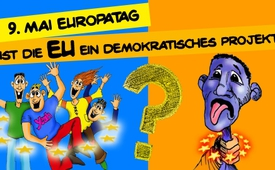 9. MAI EUROPATAG
IST DIE EU EIN DEMOKRATISCHES PROJEKT
?